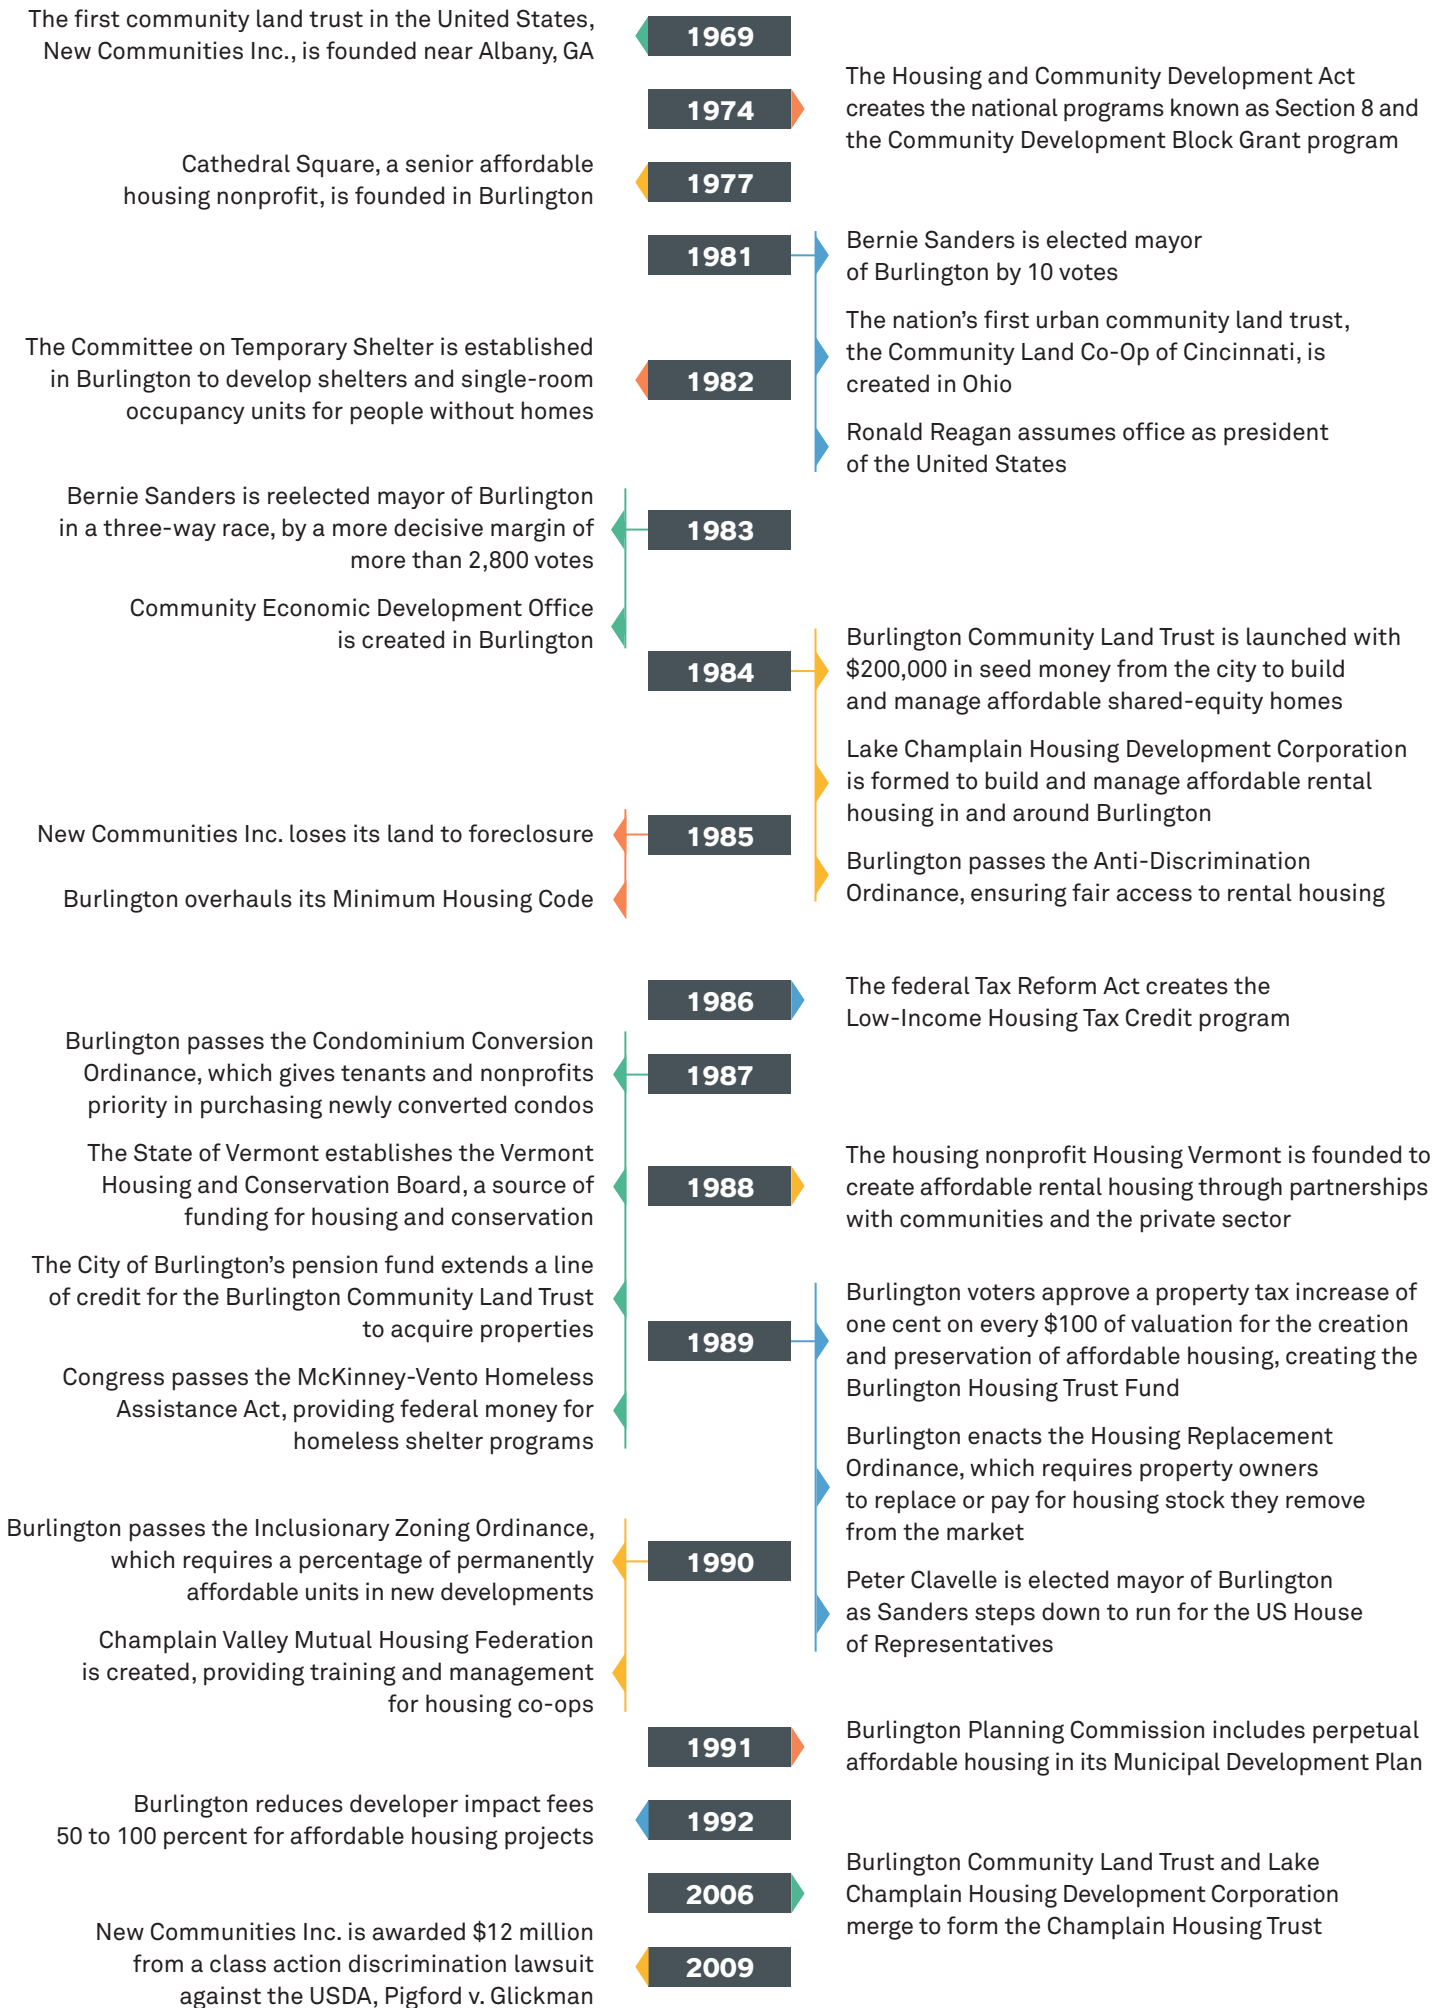 The first community land trust in the United States,
New Communities Inc., is founded near Albany, GA
1969
1974
The Housing and Community Development Act
creates the national programs known as Section 8 and
the Community Development Block Grant program
Cathedral Square, a senior affordable
housing nonprofit, is founded in Burlington
1977
1981
Bernie Sanders is elected mayor
of Burlington by 10 votes
The nation’s first urban community land trust,
the Community Land Co-Op of Cincinnati, is
created in Ohio
Ronald Reagan assumes office as president
of the United States
The Committee on Temporary Shelter is established
in Burlington to develop shelters and single-room
occupancy units for people without homes
1982
Bernie Sanders is reelected mayor of Burlington
in a three-way race, by a more decisive margin of
more than 2,800 votes
Community Economic Development Office
is created in Burlington
1983
1984
Burlington Community Land Trust is launched with
$200,000 in seed money from the city to build
and manage affordable shared-equity homes
Lake Champlain Housing Development Corporation
is formed to build and manage affordable rental
housing in and around Burlington
Burlington passes the Anti-Discrimination
Ordinance, ensuring fair access to rental housing
New Communities Inc. loses its land to foreclosure
Burlington overhauls its Minimum Housing Code
1985
1986
The federal Tax Reform Act creates the
Low-Income Housing Tax Credit program
Burlington passes the Condominium Conversion
Ordinance, which gives tenants and nonprofits
priority in purchasing newly converted condos
The State of Vermont establishes the Vermont
Housing and Conservation Board, a source of
funding for housing and conservation
The City of Burlington’s pension fund extends a line
of credit for the Burlington Community Land Trust
to acquire properties
Congress passes the McKinney-Vento Homeless
Assistance Act, providing federal money for
homeless shelter programs
1987
1988
The housing nonprofit Housing Vermont is founded to
create affordable rental housing through partnerships
with communities and the private sector
1989
Burlington voters approve a property tax increase of
one cent on every $100 of valuation for the creation
and preservation of affordable housing, creating the
Burlington Housing Trust Fund
Burlington enacts the Housing Replacement
Ordinance, which requires property owners
to replace or pay for housing stock they remove
from the market
Peter Clavelle is elected mayor of Burlington
as Sanders steps down to run for the US House
of Representatives
Burlington passes the Inclusionary Zoning Ordinance,
which requires a percentage of permanently
affordable units in new developments
Champlain Valley Mutual Housing Federation
is created, providing training and management
for housing co-ops
1990
1991
Burlington Planning Commission includes perpetual
affordable housing in its Municipal Development Plan
Burlington reduces developer impact fees
50 to 100 percent for affordable housing projects
1992
2006
Burlington Community Land Trust and Lake
Champlain Housing Development Corporation
merge to form the Champlain Housing Trust
New Communities Inc. is awarded $12 million
from a class action discrimination lawsuit
against the USDA, Pigford v. Glickman
2009